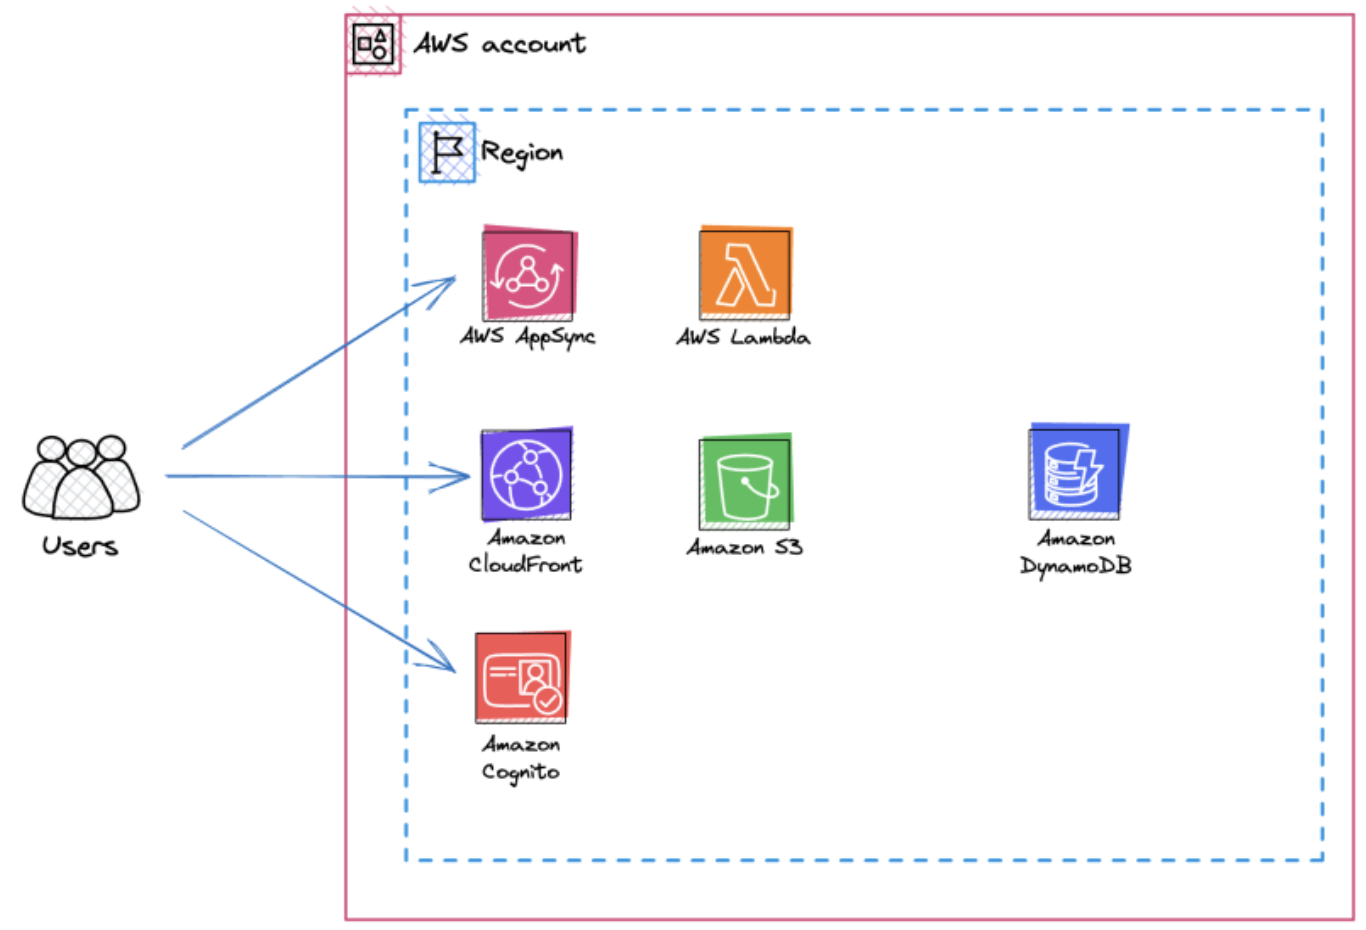 AWS account
Region
AWS AppSync
AWS Lambda
Users
Amazon
CloudFront
Amazon S3
Amazon
DynamoDB
Amazon
Cognito